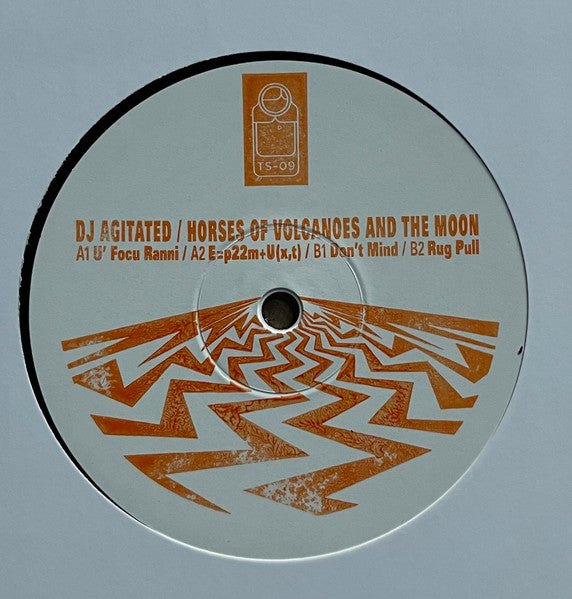 TS-09
DJ AGITATED / HORSES OF VOLCANOES AND THE MOON
A1 U' Focu Ranni / A2 E=p22m+U(x,t) / B1 Don't Mind / B2 Rug Pull